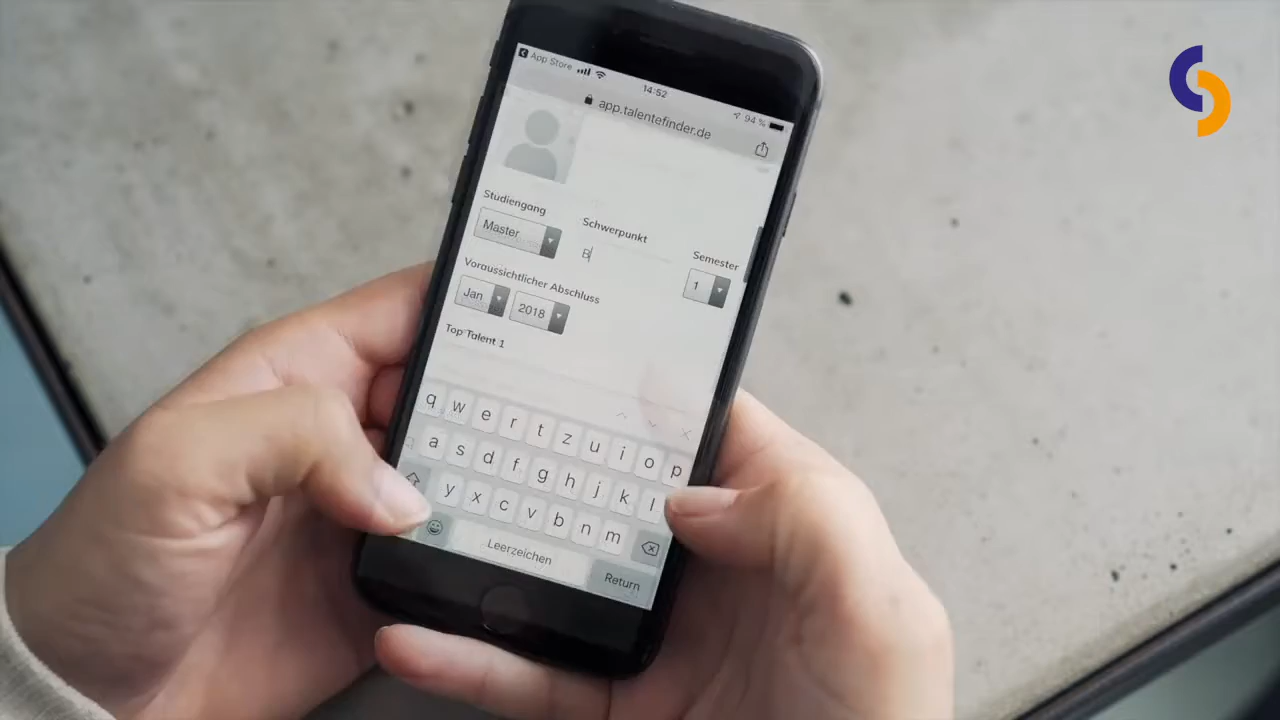 App Store
14:52
94 %
app.talentefinder.de
Studiengang
Schwerpunkt
Semester
Master
B
1
Voraussichtlicher Abschluss
Jan
2018
Top Talent 1
q w e r t z u i o p
a s d f g h j k l
y x c v b n m
Leerzeichen
Return